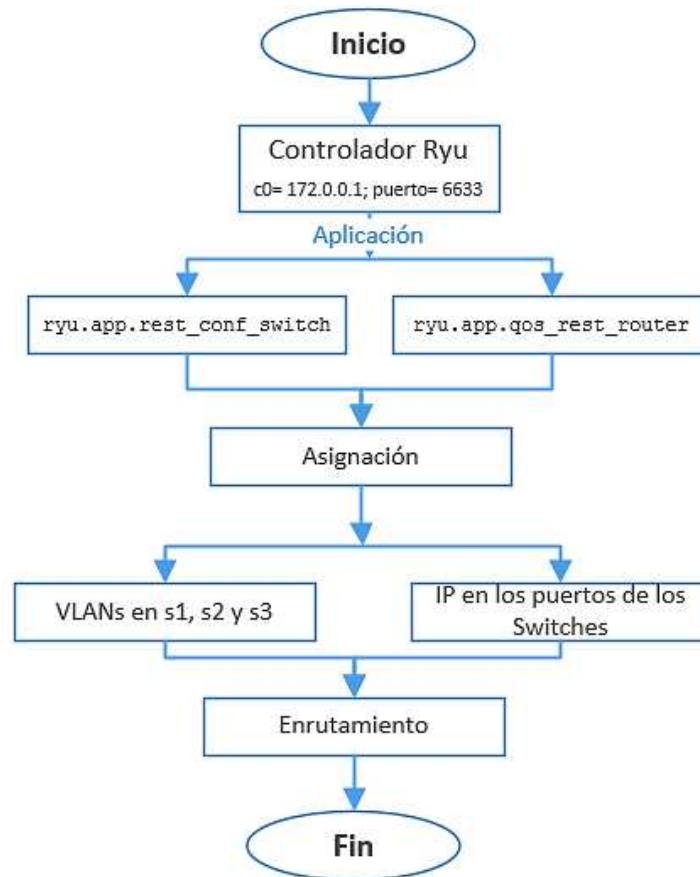 Inicio
Controlador Ryu
c0= 172.0.0.1; puerto= 6633
Aplicación
ryu.app.rest_conf_switch
ryu.app.qos_rest_router
Asignación
VLANs en s1, s2 y s3
IP en los puertos de los
Switches
Enrutamiento
Fin